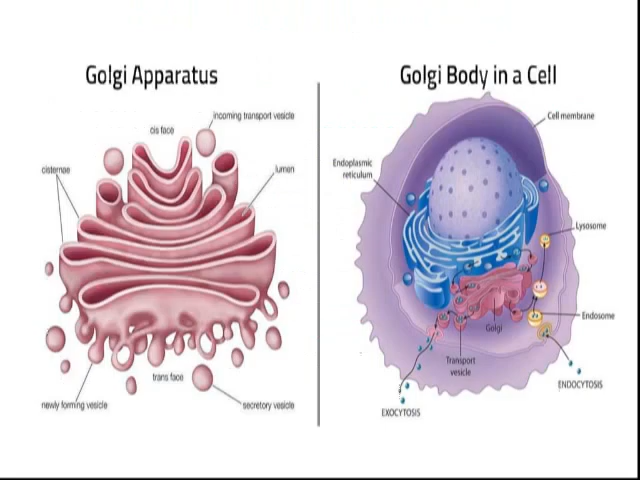 Golgi Apparatus
incoming transport vesicle
cis face
cisternae
lumen
trans face
newly forming vesicle
secretory vesicle
Golgi Body in a Cell
Cell membrane
Endoplasmic
reticulum
Lysosome
Endosome
Golgi
Transport
vesicle
ENDOCYTOSIS
EXOCYTOSIS